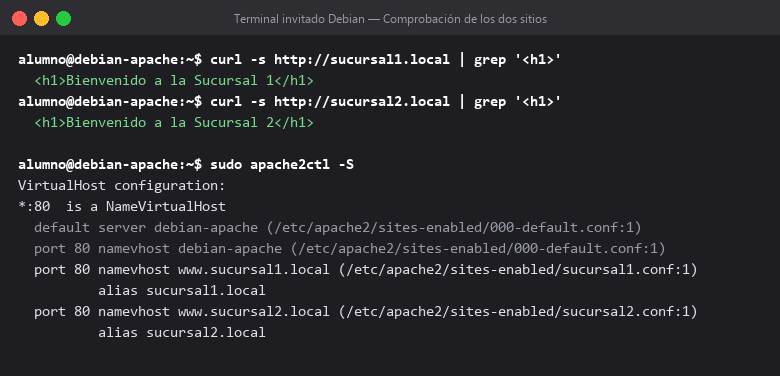 Terminal invitado Debian — Comprobación de los dos sitios
alumno@debian-apache:~$ curl -s http://sucursal1.local | grep '<h1>'
  <h1>Bienvenido a la Sucursal 1</h1>
alumno@debian-apache:~$ curl -s http://sucursal2.local | grep '<h1>'
  <h1>Bienvenido a la Sucursal 2</h1>
alumno@debian-apache:~$ sudo apache2ctl -S
VirtualHost configuration:
*:80  is a NameVirtualHost
  default server debian-apache (/etc/apache2/sites-enabled/000-default.conf:1)
  port 80 namevhost debian-apache (/etc/apache2/sites-enabled/000-default.conf:1)
  port 80 namevhost www.sucursal1.local (/etc/apache2/sites-enabled/sucursal1.conf:1)
          alias sucursal1.local
  port 80 namevhost www.sucursal2.local (/etc/apache2/sites-enabled/sucursal2.conf:1)
          alias sucursal2.local